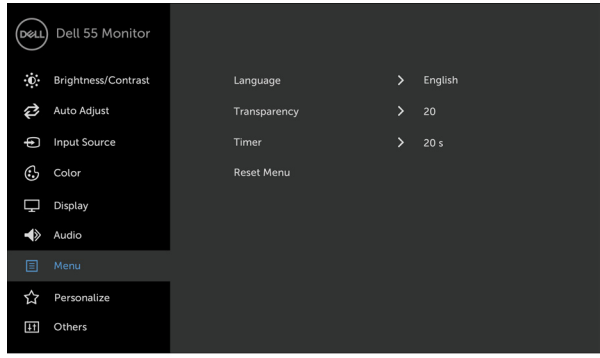 DELL Dell 55 Monitor
Brightness/Contrast
Auto Adjust
Input Source
Color
Display
Audio
Menu
Personalize
Others
Language > English
Transparency > 20
Timer > 20 s
Reset Menu